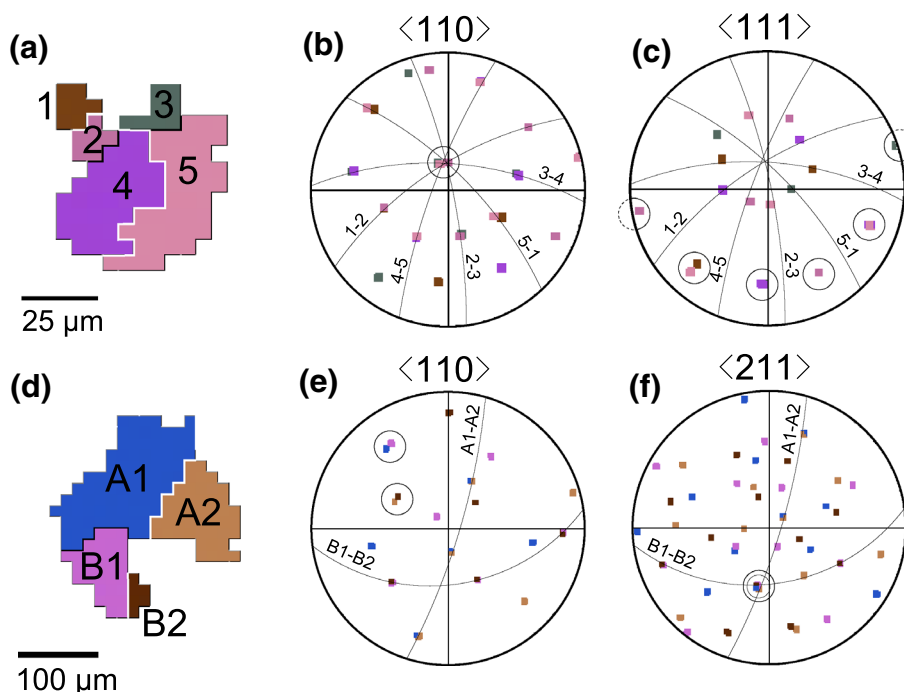 (a)
1
2
3
4
5
25 µm
(b)
⟨110⟩
3-4
1-2
4-5
2-3
5-1
(c)
⟨111⟩
3-4
1-2
4-5
2-3
5-1
(d)
A1
A2
B1
B2
100 µm
(e)
⟨110⟩
A1-A2
B1-B2
(f)
⟨211⟩
A1-A2
B1-B2